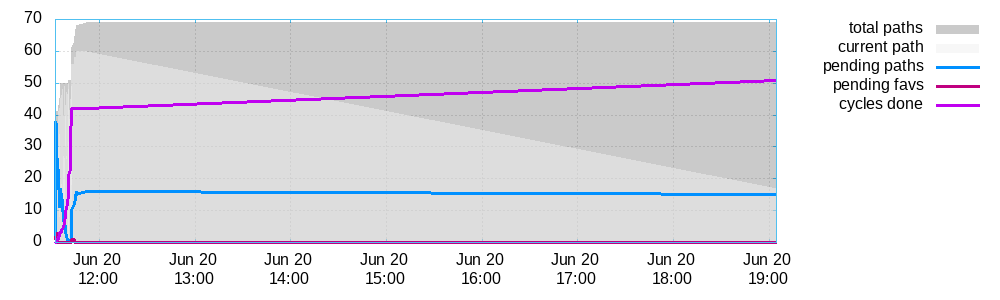 70
60
50
40
30
20
10
0
Jun 20 Jun 20 Jun 20 Jun 20 Jun 20 Jun 20 Jun 20 Jun 20
12:00 13:00 14:00 15:00 16:00 17:00 18:00 19:00
total paths
current path
pending paths
pending favs
cycles done